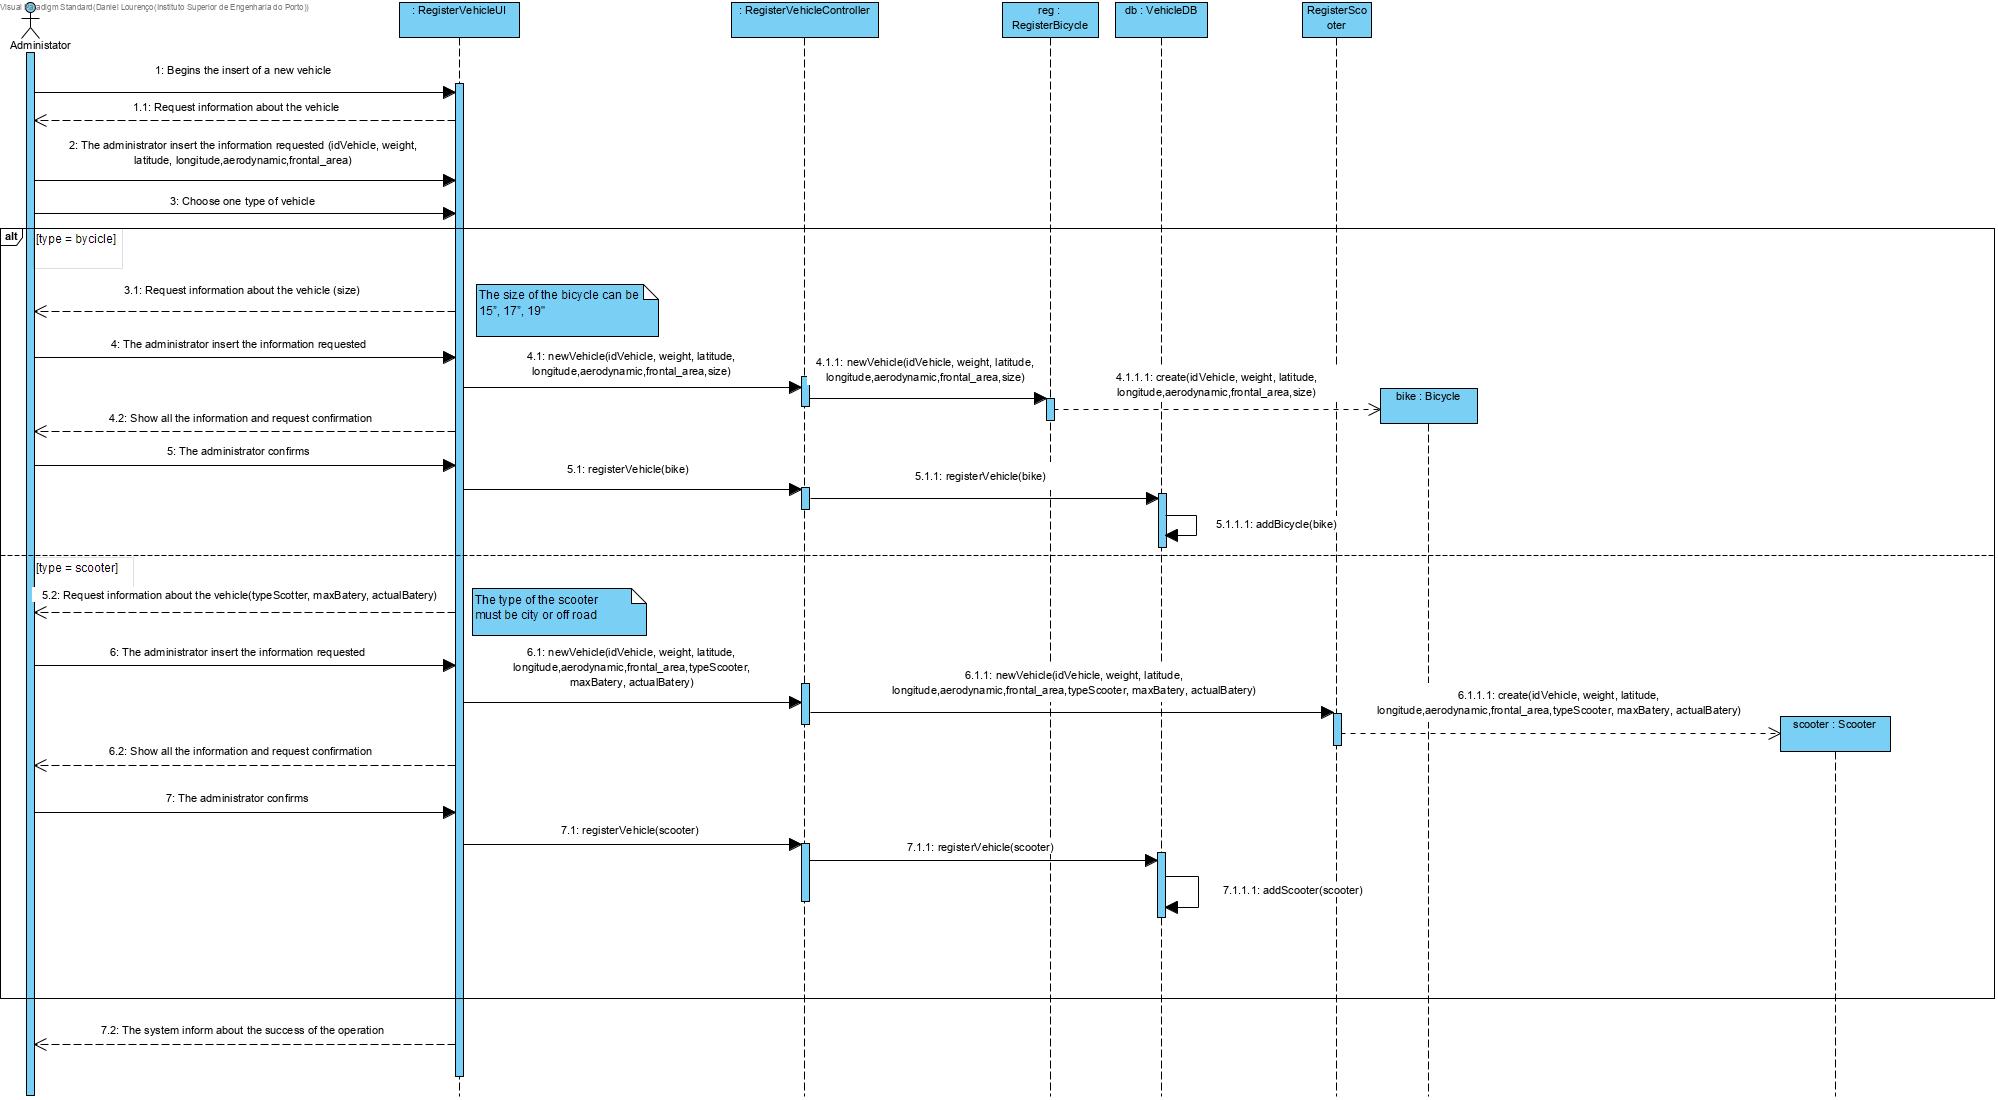 Visual Paradigm Standard(Daniel Lourenço(Instituto Superior de Engenharia do Porto))
Administator
: RegisterVehicleUI
: RegisterVehicleController
reg :
RegisterBicycle
db : VehicleDB
RegisterSco
oter
1: Begins the insert of a new vehicle
1.1: Request information about the vehicle
2: The administrator insert the information requested (idVehicle, weight,
latitude, longitude,aerodynamic,frontal_area)
3: Choose one type of vehicle
alt
[type = bycicle]
3.1: Request information about the vehicle (size)
The size of the bicycle can be
15”, 17”, 19”
4: The administrator insert the information requested
4.1: newVehicle(idVehicle, weight, latitude,
longitude,aerodynamic,frontal_area,size)
4.1.1: newVehicle(idVehicle, weight, latitude,
longitude,aerodynamic,frontal_area,size)
4.1.1.1: create(idVehicle, weight, latitude,
longitude,aerodynamic,frontal_area,size)
bike : Bicycle
4.2: Show all the information and request confirmation
5: The administrator confirms
5.1: registerVehicle(bike)
5.1.1: registerVehicle(bike)
5.1.1.1: addBicycle(bike)
[type = scooter]
5.2: Request information about the vehicle(typeScotter, maxBatery, actualBatery)
The type of the scooter
must be city or off road
6: The administrator insert the information requested
6.1: newVehicle(idVehicle, weight, latitude,
longitude,aerodynamic,frontal_area,typeScooter,
maxBatery, actualBatery)
6.1.1: newVehicle(idVehicle, weight, latitude,
longitude,aerodynamic,frontal_area,typeScooter, maxBatery, actualBatery)
6.1.1.1: create(idVehicle, weight, latitude,
longitude,aerodynamic,frontal_area,typeScooter, maxBatery, actualBatery)
scooter : Scooter
6.2: Show all the information and request confirmation
7: The administrator confirms
7.1: registerVehicle(scooter)
7.1.1: registerVehicle(scooter)
7.1.1.1: addScooter(scooter)
7.2: The system inform about the success of the operation